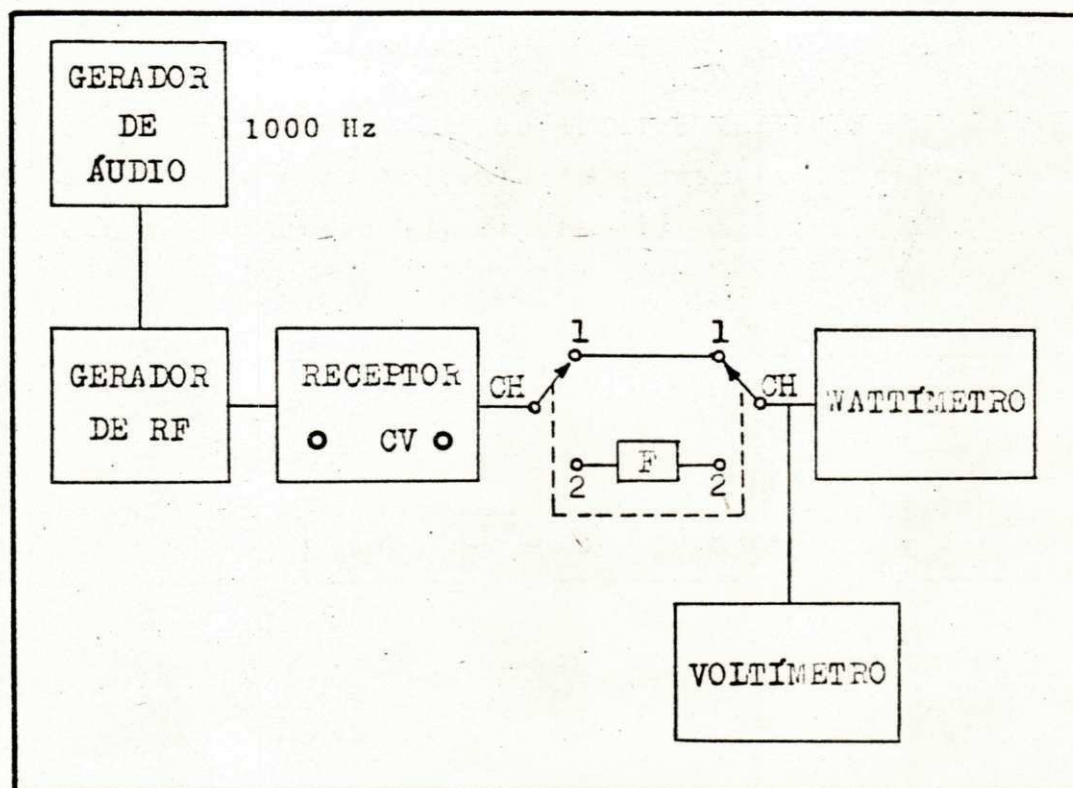 GERADOR
DE
ÁUDIO
1000 Hz
GERADOR
DE RF
RECEPTOR
CV
CH
1
1
2
F
2
CH
WATTÍMETRO
VOLTÍMETRO